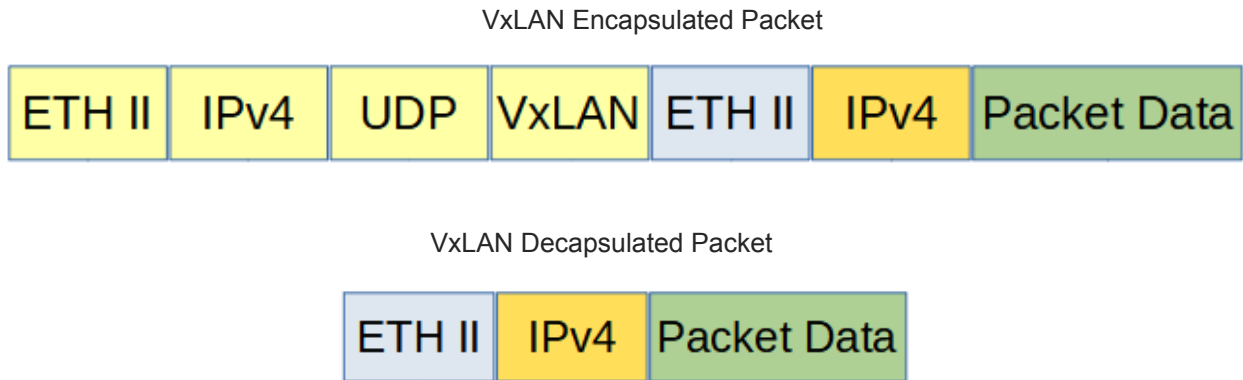 VxLAN Encapsulated Packet
ETH II IPv4 UDP VxLAN ETH II IPv4 Packet Data
VxLAN Decapsulated Packet
ETH II IPv4 Packet Data